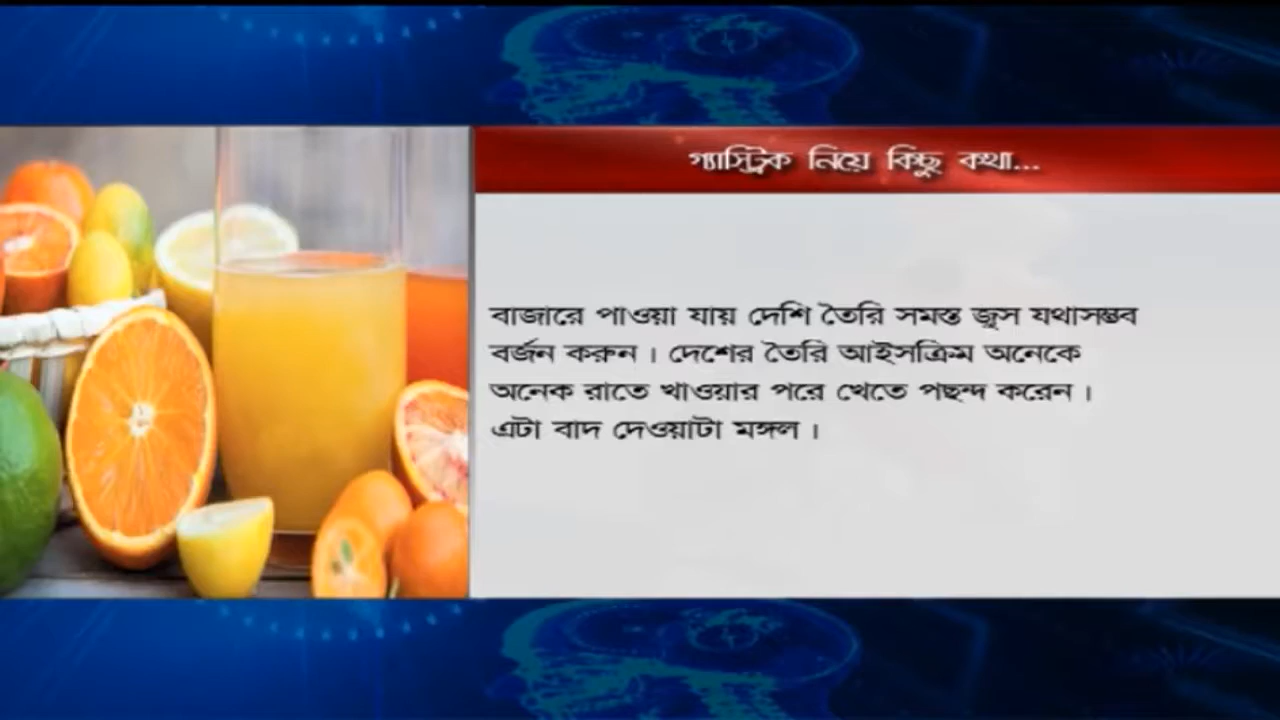 গ্যাস্ট্রিক নিয়ে কিছু কথা...
বাজারে পাওয়া যায় দেশি তৈরি সমস্ত জূস যথাসম্ভব
বর্জন করুন । দেশের তৈরি আইসক্রিম অনেকে
অনেক রাতে খাওয়ার পরে খেতে পছন্দ করেন ।
এটা বাদ দেওয়াটা মঙ্গল ।